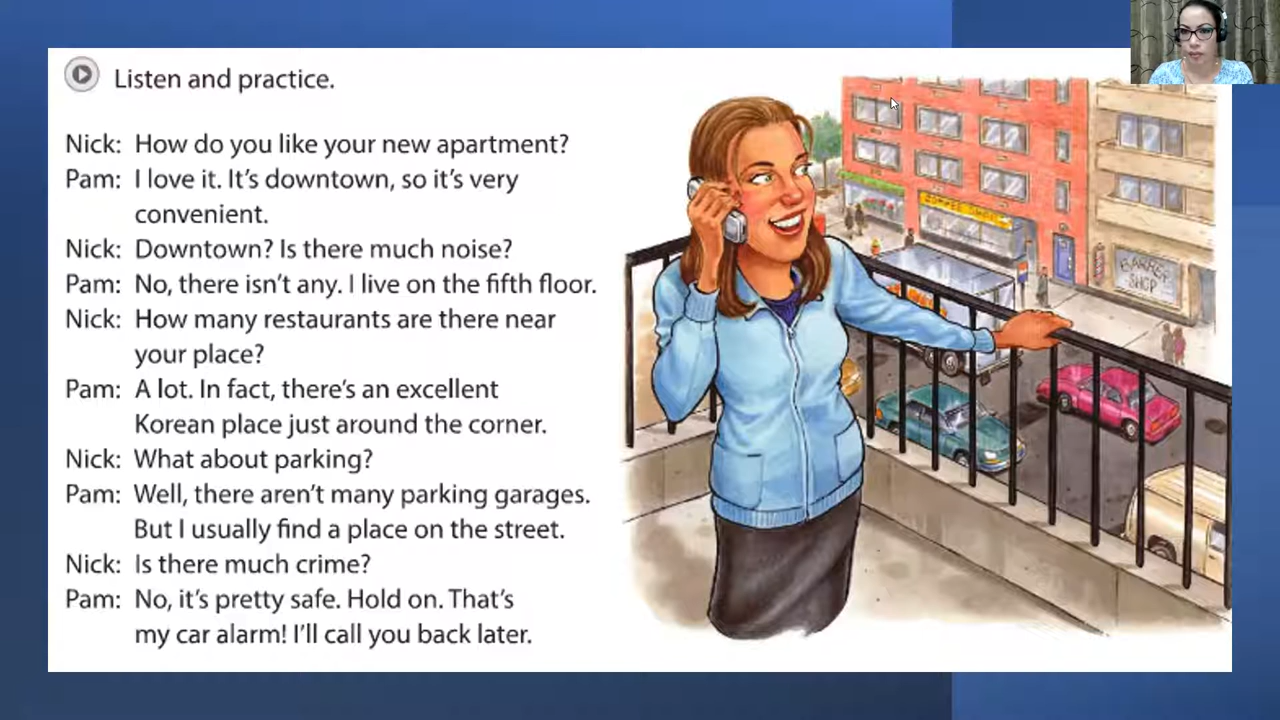 Listen and practice.
Nick: How do you like your new apartment?
Pam: I love it. It's downtown, so it's very
convenient.
Nick: Downtown? Is there much noise?
Pam: No, there isn't any. I live on the fifth floor.
Nick: How many restaurants are there near
your place?
Pam: A lot. In fact, there's an excellent
Korean place just around the corner.
Nick: What about parking?
Pam: Well, there aren't many parking garages.
But I usually find a place on the street.
Nick: Is there much crime?
Pam: No, it's pretty safe. Hold on. That's
my car alarm! I'll call you back later.
COFFEE SHOP
BARBER
SHOP